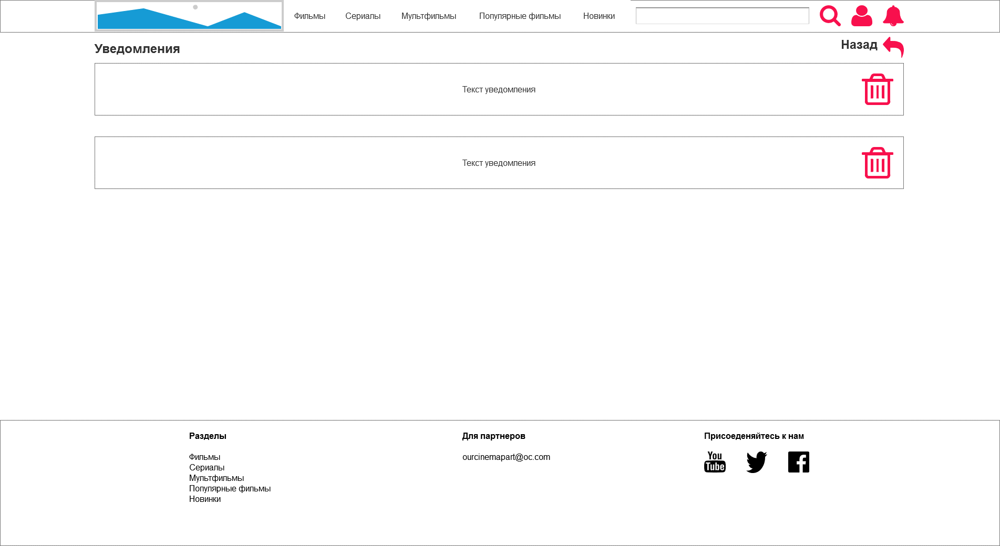 Фильмы Сериалы Мультфильмы Популярные фильмы Новинки
Уведомления
Назад
Текст уведомления
Текст уведомления
Разделы
Фильмы
Сериалы
Мультфильмы
Популярные фильмы
Новинки
Для партнеров
ourcinemapart@oc.com
Присоеденяйтесь к нам
You
Tube